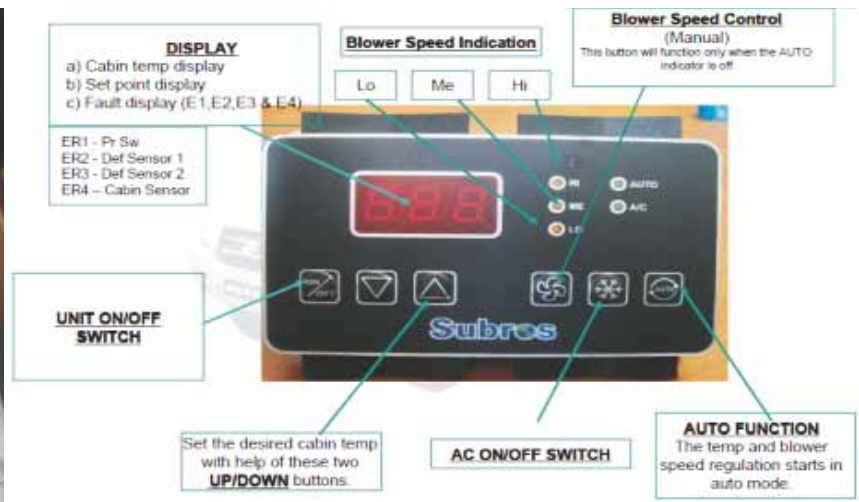 DISPLAY
a) Cabin temp display
b) Set point display
c) Fault display (E1,E2,E3 & E4)
ER1 - Pr Sw
ER2 - Def Sensor 1
ER3 - Def Sensor 2
ER4 – Cabin Sensor
Blower Speed Indication
Lo Me Hi
Blower Speed Control
(Manual)
This button will function only when the AUTO
indicator is off
HI AUTO
ME A/C
LO
UNIT ON/OFF
SWITCH
AUTO
Subros
Set the desired cabin temp
with help of these two
UP/DOWN buttons.
AC ON/OFF SWITCH
AUTO FUNCTION
The temp and blower
speed regulation starts in
auto mode.